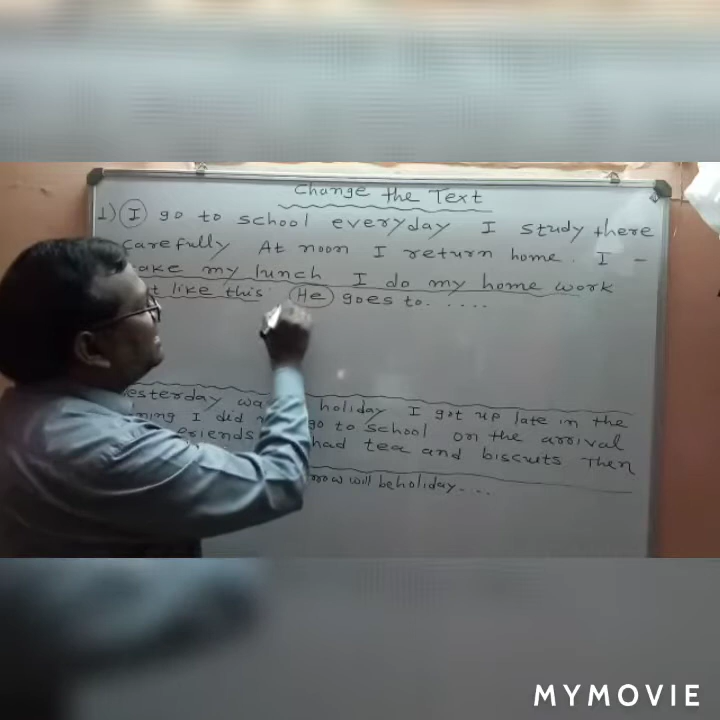 Change the Text
1) I go to school everyday I study there
carefully At noon I return home. I -
my lunch I do my home work
like this: He goes to. ....
holiday I got up late in the
I did go to school on the arrival
had tea and biscuits Then
will be holiday....
MYMOVIE